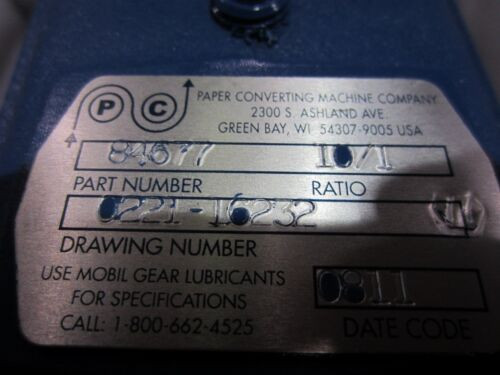 P C
PAPER CONVERTING MACHINE COMPANY
2300 S. ASHLAND AVE.
GREEN BAY, WI 54307-9005 USA
84677 10/1
PART NUMBER RATIO
0221-16232
DRAWING NUMBER
USE MOBIL GEAR LUBRICANTS
FOR SPECIFICATIONS
CALL: 1-800-662-4525
0811
DATE CODE